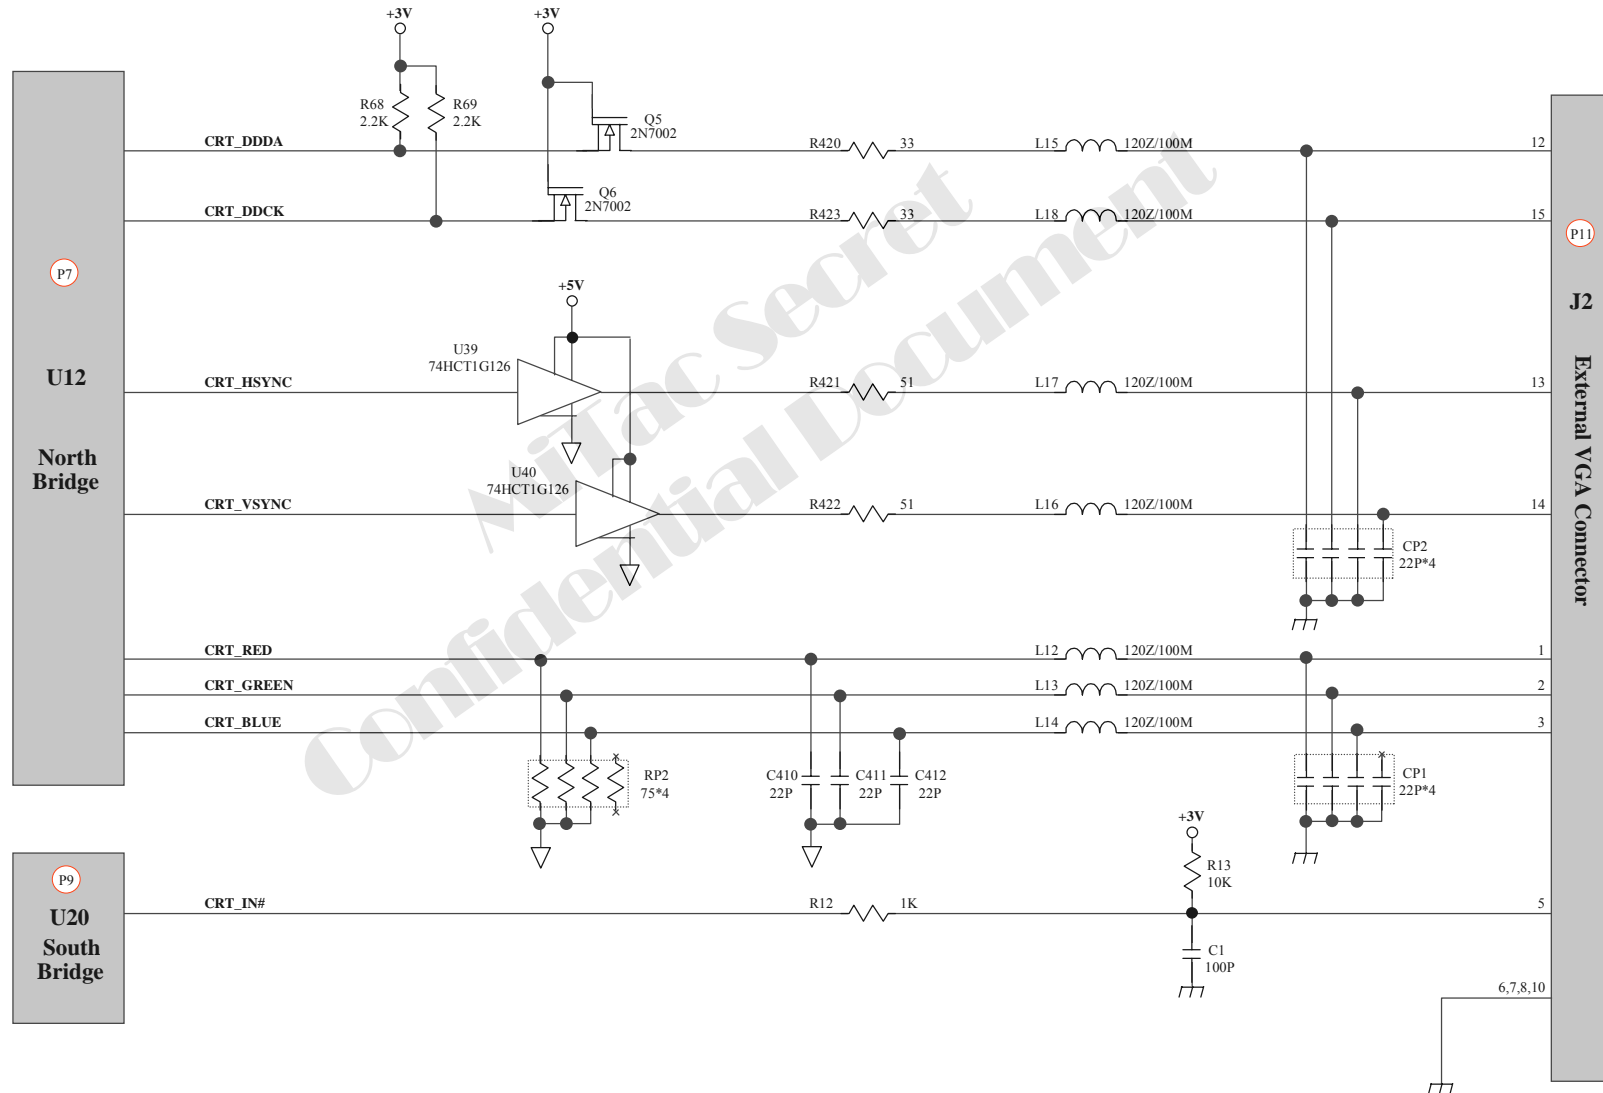 +3V
+3V
R68
2.2K
R69
2.2K
Q5
2N7002
CRT_DDDA
R420
33
L15
120Z/100M
12
Q6
2N7002
CRT_DDCK
R423
33
L18
120Z/100M
15
P7
P11
J2
External VGA Connector
+5V
U39
74HCT1G126
U12
North
Bridge
CRT_HSYNC
R421
51
L17
120Z/100M
13
U40
74HCT1G126
CRT_VSYNC
R422
51
L16
120Z/100M
14
CP2
22P*4
MiTac Secret
Confidential Document
CRT_RED
L12
120Z/100M
1
CRT_GREEN
L13
120Z/100M
2
CRT_BLUE
L14
120Z/100M
3
RP2
75*4
C410
22P
C411
22P
C412
22P
CP1
22P*4
+3V
R13
10K
P9
U20
South
Bridge
CRT_IN#
R12
1K
5
C1
100P
6,7,8,10